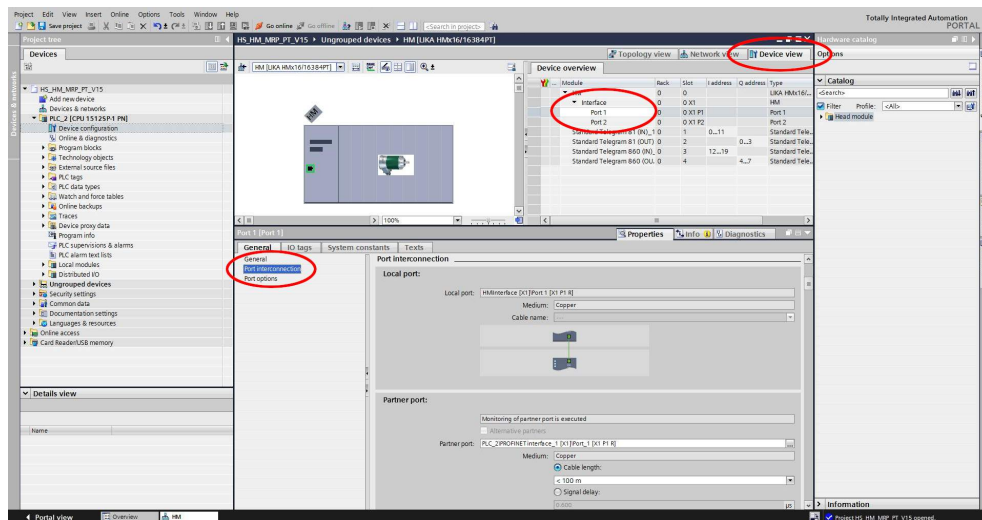 Project Edit View Insert Online Options Tools Window Help
Totally Integrated Automation
PORTAL
Save project
Go online
Go offline
<Search in project>
Project tree
HS_HM_MRP_PT_V15
Ungrouped devices
HM [LIKA HMx16/16384PT]
Hardware catalog
Devices
Topology view
Network view
Device view
Options
Devices & networks
HM [LIKA HMx16/16384PT]
Device overview
Module Rack Slot I address Q address Type
HM 0 0 LIKA HMx16/...
Interface 0 0 X1 HM
Port 1 0 0 X1 P1 Port 1
Port 2 0 0 X1 P2 Port 2
Standard Telegram 81 (IN)_1 0 1 0...11 Standard Tele..
Standard Telegram 81 (OUT) 0 2 0...3 Standard Tele..
Standard Telegram 860 (IN)_ 0 3 12...19 Standard Tele..
Standard Telegram 860 (OU. 0 4 4...7 Standard Tele..
HM
Catalog
<Search>
Filter Profile: <All>
Head module
HS_HM_MRP_PT_V15
Add new device
Devices & networks
PLC_2 [CPU 1512SP-1 PN]
Device configuration
Online & diagnostics
Program blocks
Technology objects
External source files
PLC tags
PLC data types
Watch and force tables
Online backups
Traces
Device proxy data
Program info
PLC supervisions & alarms
PLC alarm text lists
Local modules
Distributed I/O
Ungrouped devices
Security settings
Common data
Documentation settings
Languages & resources
Online access
Card Reader/USB memory
100%
Port 1 [Port 1]
Properties
Info
Diagnostics
General
IO tags
System constants
Texts
General
Port interconnection
Port options
Port interconnection
Local port:
Local port: HM\Interface [X1]\Port 1 [X1 P1 R]
Medium: Copper
Cable name: ---
Partner port:
Monitoring of partner port is executed
Alternative partners
Partner port: PLC_2\PROFINET interface_1 [X1]\Port_1 [X1 P1 R]
Medium: Copper
Cable length:
< 100 m
Signal delay:
0.600 µs
Details view
Name
Information
Portal view
Overview
HM
Project HS_HM_MRP_PT_V15 opened.